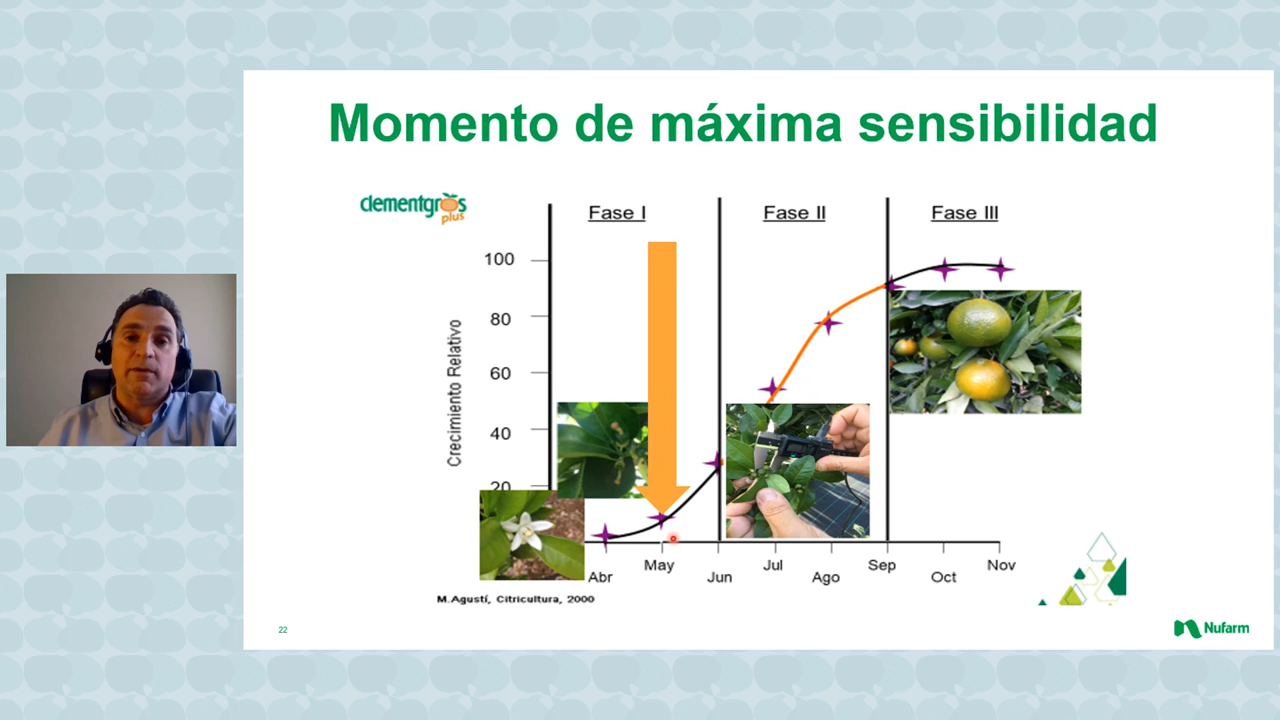 Momento de máxima sensibilidad
clementgros
plus
Fase I
Fase II
Fase III
100
80
60
40
20
Crecimiento Relativo
Abr
May
Jun
Jul
Ago
Sep
Oct
Nov
M.Agustí, Citricultura, 2000
22
Nufarm